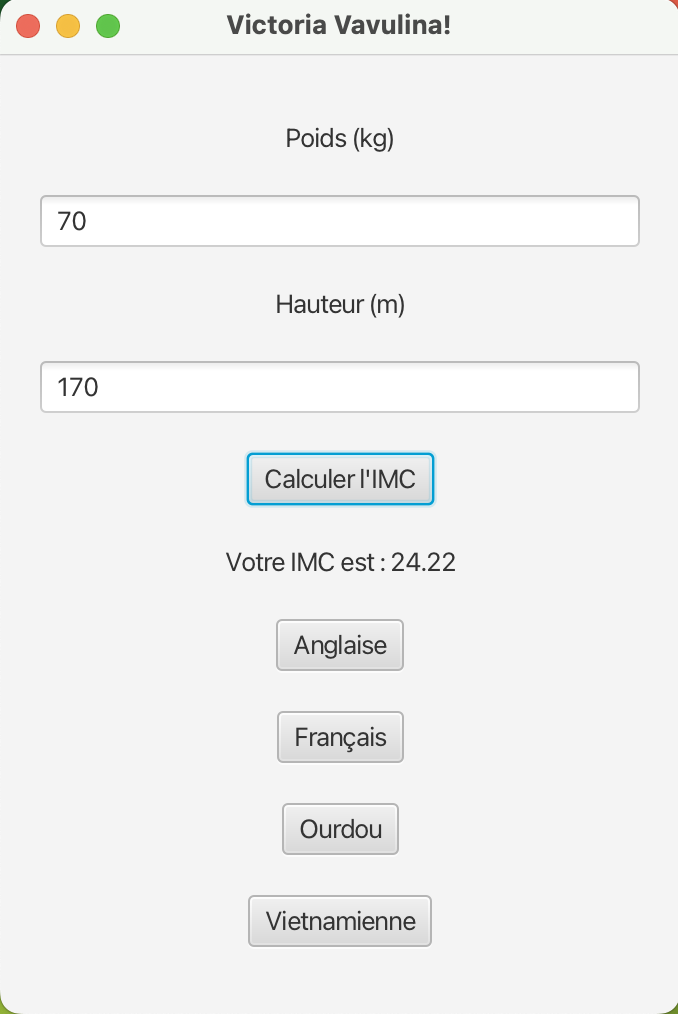 Victoria Vavulina!
Poids (kg)
70
Hauteur (m)
170
Calculer l'IMC
Votre IMC est : 24.22
Anglaise
Français
Ourdou
Vietnamienne